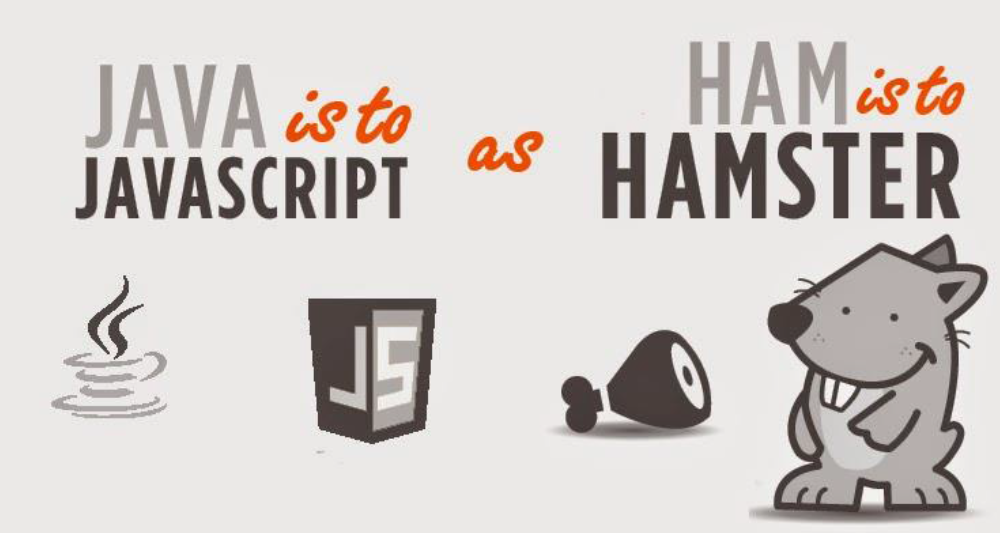 JAVA is to
JAVASCRIPT
as
HAM is to
HAMSTER
JS